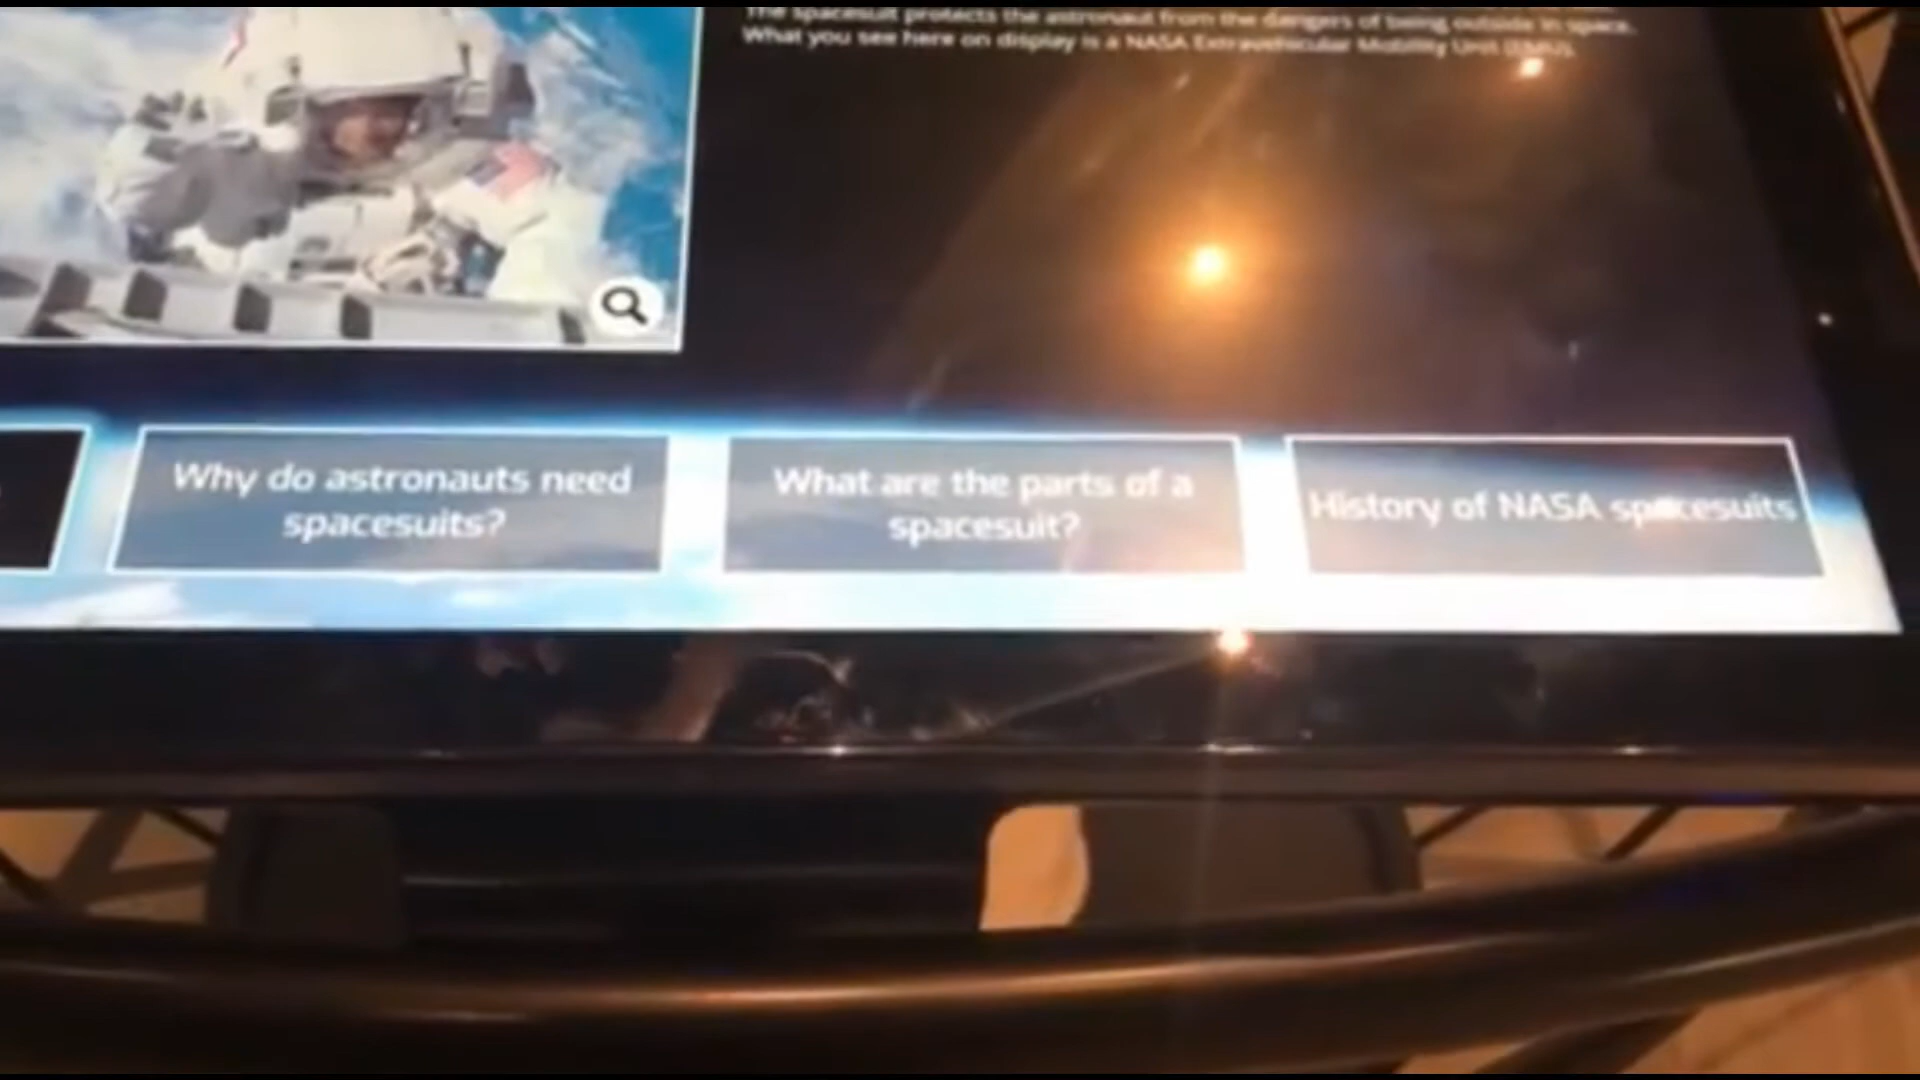 The spacesuit protects the astronaut from the dangers of being outside in space.
What you see here on display is a NASA Extravehicular Mobility Unit (EMU).
Why do astronauts need
spacesuits?
What are the parts of a
spacesuit?
History of NASA spacesuits